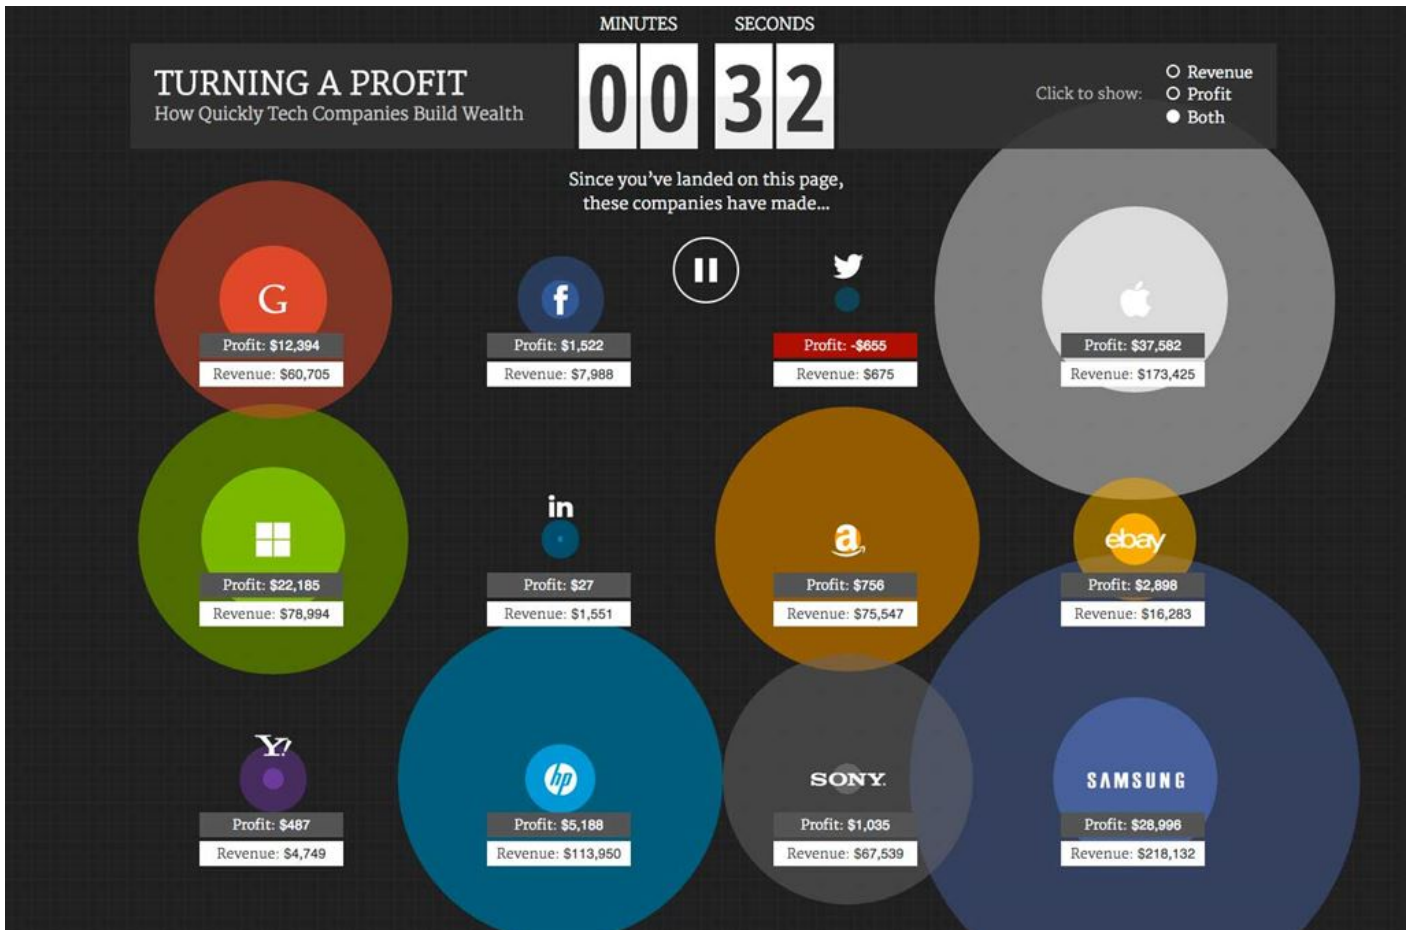 MINUTES SECONDS
TURNING A PROFIT
How Quickly Tech Companies Build Wealth
00 32
Click to show:
Revenue
Profit
Both
Since you've landed on this page,
these companies have made...
G
Profit: $12,394
Revenue: $60,705
f
Profit: $1,522
Revenue: $7,988
Profit: -$655
Revenue: $675
Profit: $37,582
Revenue: $173,425
Profit: $22,185
Revenue: $78,994
in
Profit: $27
Revenue: $1,551
a
Profit: $756
Revenue: $75,547
ebay
Profit: $2,898
Revenue: $16,283
Y!
Profit: $487
Revenue: $4,749
hp
Profit: $5,188
Revenue: $113,950
SONY
Profit: $1,035
Revenue: $67,539
SAMSUNG
Profit: $28,996
Revenue: $218,132